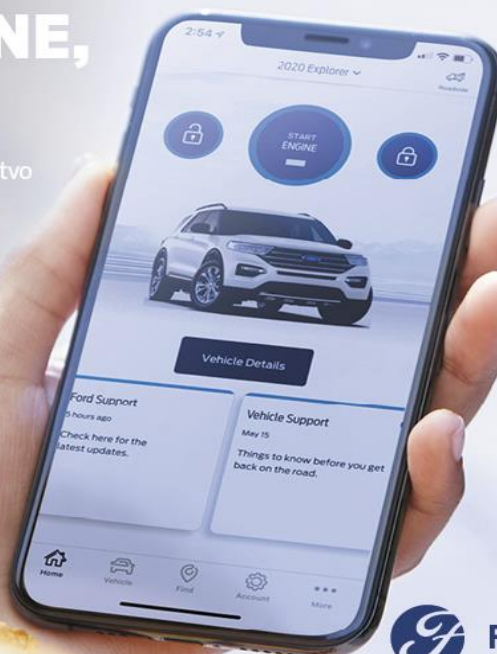 NE,
tvo
2:54
2020 Explorer
Roadside
START
ENGINE
Vehicle Details
Ford Support
5 hours ago
Check here for the
latest updates.
Vehicle Support
May 15
Things to know before you get
back on the road.
Home
Vehicle
Find
Account
More
F